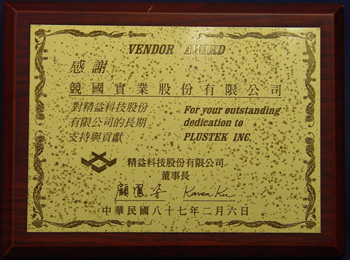 VENDOR AWARD
感謝
競國實業股份有限公司
對精益科技股份
有限公司的長期
支持與貢獻
For your outstanding
dedication to
PLUSTEK INC.
精益科技股份有限公司
董事長
中華民國八十七年二月六日